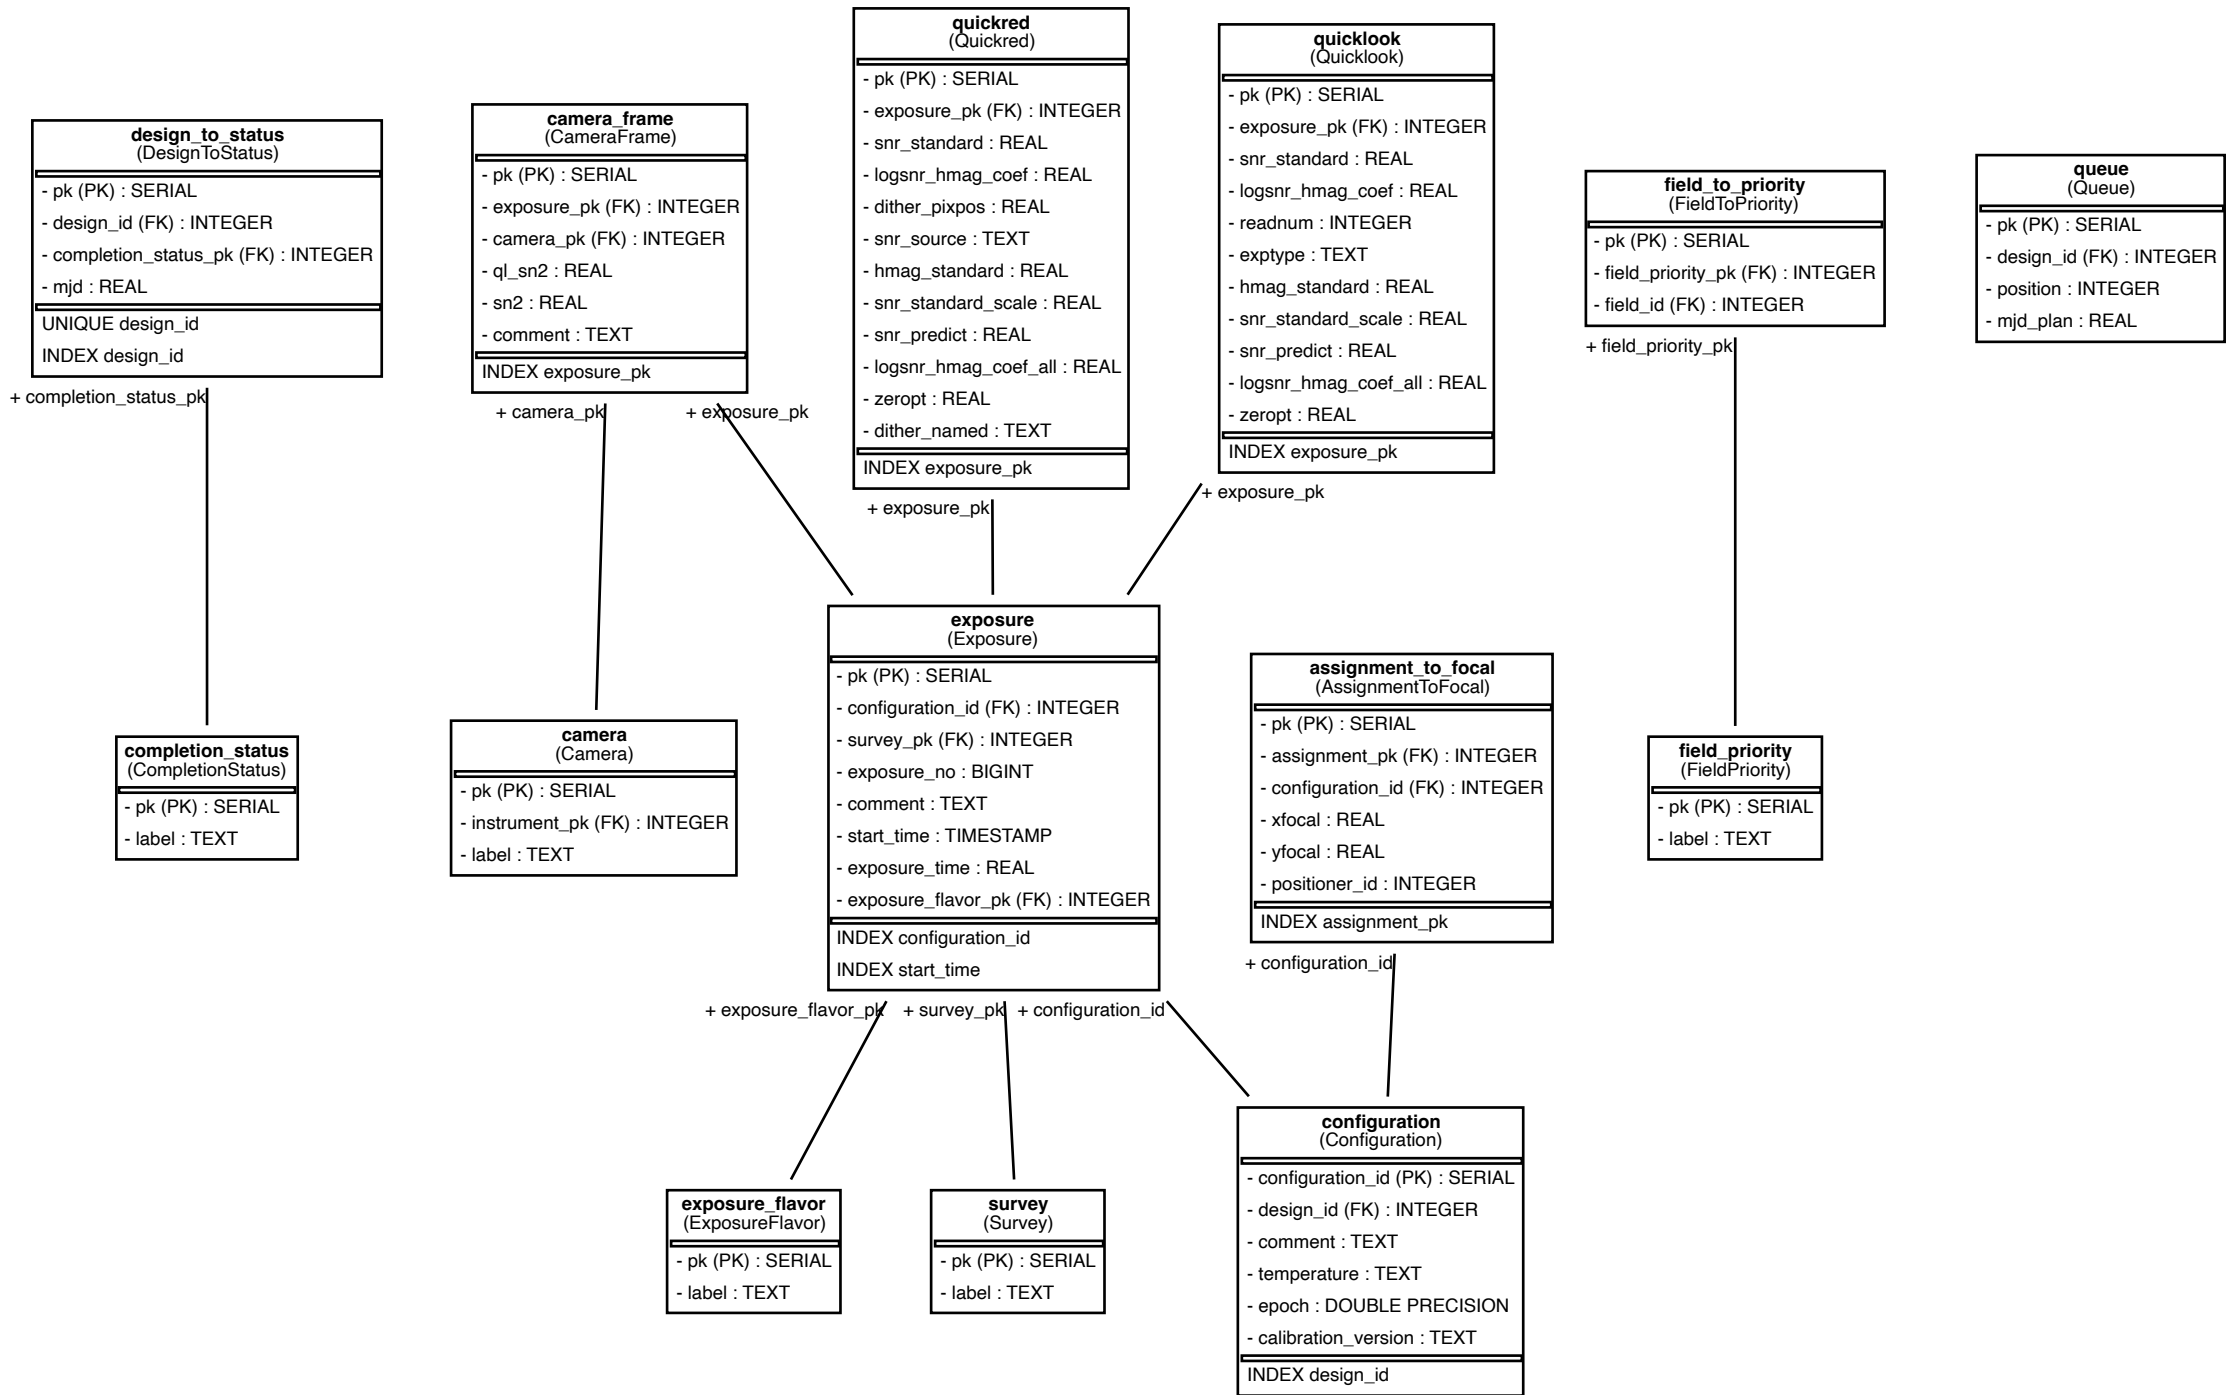 quickred
(Quickred)
- pk (PK) : SERIAL
- exposure_pk (FK) : INTEGER
- snr_standard : REAL
- logsnr_hmag_coef : REAL
- dither_pixpos : REAL
- snr_source : TEXT
- hmag_standard : REAL
- snr_standard_scale : REAL
- snr_predict : REAL
- logsnr_hmag_coef_all : REAL
- zeropt : REAL
- dither_named : TEXT
INDEX exposure_pk
+ exposure_pk
quicklook
(Quicklook)
- pk (PK) : SERIAL
- exposure_pk (FK) : INTEGER
- snr_standard : REAL
- logsnr_hmag_coef : REAL
- readnum : INTEGER
- exptype : TEXT
- hmag_standard : REAL
- snr_standard_scale : REAL
- snr_predict : REAL
- logsnr_hmag_coef_all : REAL
- zeropt : REAL
INDEX exposure_pk
+ exposure_pk
camera_frame
(CameraFrame)
- pk (PK) : SERIAL
- exposure_pk (FK) : INTEGER
- camera_pk (FK) : INTEGER
- ql_sn2 : REAL
- sn2 : REAL
- comment : TEXT
INDEX exposure_pk
+ camera_pk
+ exposure_pk
design_to_status
(DesignToStatus)
- pk (PK) : SERIAL
- design_id (FK) : INTEGER
- completion_status_pk (FK) : INTEGER
- mjd : REAL
UNIQUE design_id
INDEX design_id
+ completion_status_pk
field_to_priority
(FieldToPriority)
- pk (PK) : SERIAL
- field_priority_pk (FK) : INTEGER
- field_id (FK) : INTEGER
+ field_priority_pk
queue
(Queue)
- pk (PK) : SERIAL
- design_id (FK) : INTEGER
- position : INTEGER
- mjd_plan : REAL
exposure
(Exposure)
- pk (PK) : SERIAL
- configuration_id (FK) : INTEGER
- survey_pk (FK) : INTEGER
- exposure_no : BIGINT
- comment : TEXT
- start_time : TIMESTAMP
- exposure_time : REAL
- exposure_flavor_pk (FK) : INTEGER
INDEX configuration_id
INDEX start_time
+ exposure_flavor_pk
+ survey_pk
+ configuration_id
assignment_to_focal
(AssignmentToFocal)
- pk (PK) : SERIAL
- assignment_pk (FK) : INTEGER
- configuration_id (FK) : INTEGER
- xfocal : REAL
- yfocal : REAL
- positioner_id : INTEGER
INDEX assignment_pk
+ configuration_id
completion_status
(CompletionStatus)
- pk (PK) : SERIAL
- label : TEXT
camera
(Camera)
- pk (PK) : SERIAL
- instrument_pk (FK) : INTEGER
- label : TEXT
field_priority
(FieldPriority)
- pk (PK) : SERIAL
- label : TEXT
exposure_flavor
(ExposureFlavor)
- pk (PK) : SERIAL
- label : TEXT
survey
(Survey)
- pk (PK) : SERIAL
- label : TEXT
configuration
(Configuration)
- configuration_id (PK) : SERIAL
- design_id (FK) : INTEGER
- comment : TEXT
- temperature : TEXT
- epoch : DOUBLE PRECISION
- calibration_version : TEXT
INDEX design_id